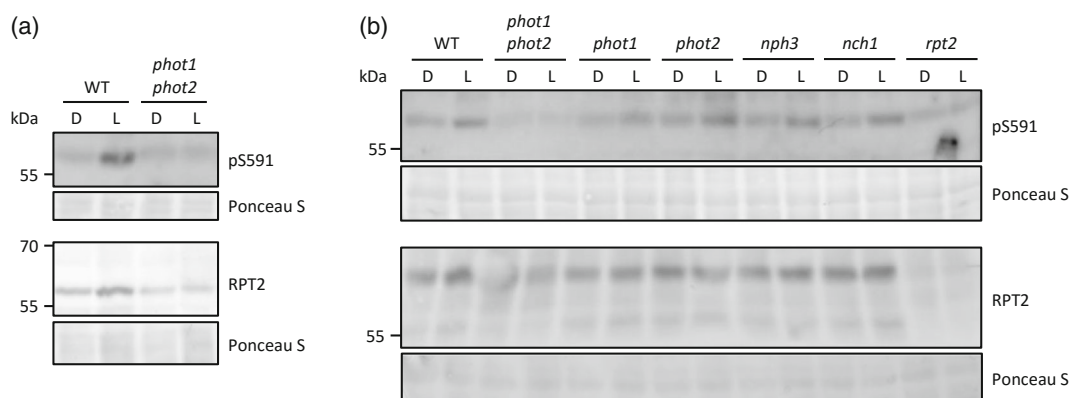 (a)
phot1
WT phot2
kDa D L D L
pS591
55
Ponceau S
70
RPT2
55
Ponceau S
(b)
phot1
WT phot2 phot1 phot2 nph3 nch1 rpt2
kDa D L D L D L D L D L D L D L
pS591
55
Ponceau S
RPT2
55
Ponceau S